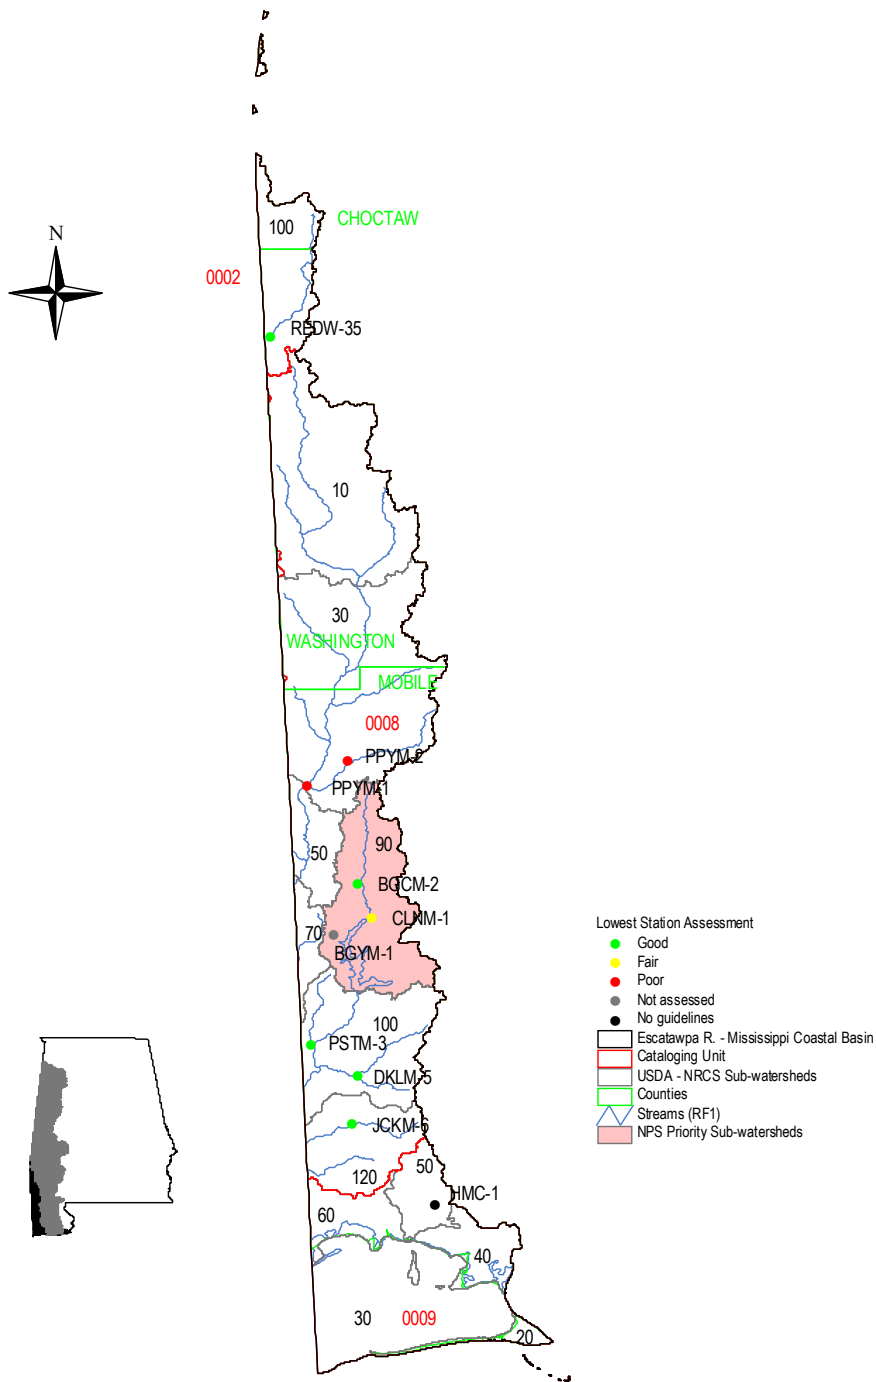 CHOCTAW
100
N
0002
REDW-35
10
30
WASHINGTON
MOBILE
0008
PPYM-2
PPYM-1
90
50
BGCM-2
CLNM-1
70
BGYM-1
100
PSTM-3
DKLM-5
JCKM-6
50
120
HMC-1
60
40
30
0009
20
Lowest Station Assessment
Good
Fair
Poor
Not assessed
No guidelines
Escatawpa R. - Mississippi Coastal Basin
Cataloging Unit
USDA - NRCS Sub-watersheds
Counties
Streams (RF1)
NPS Priority Sub-watersheds